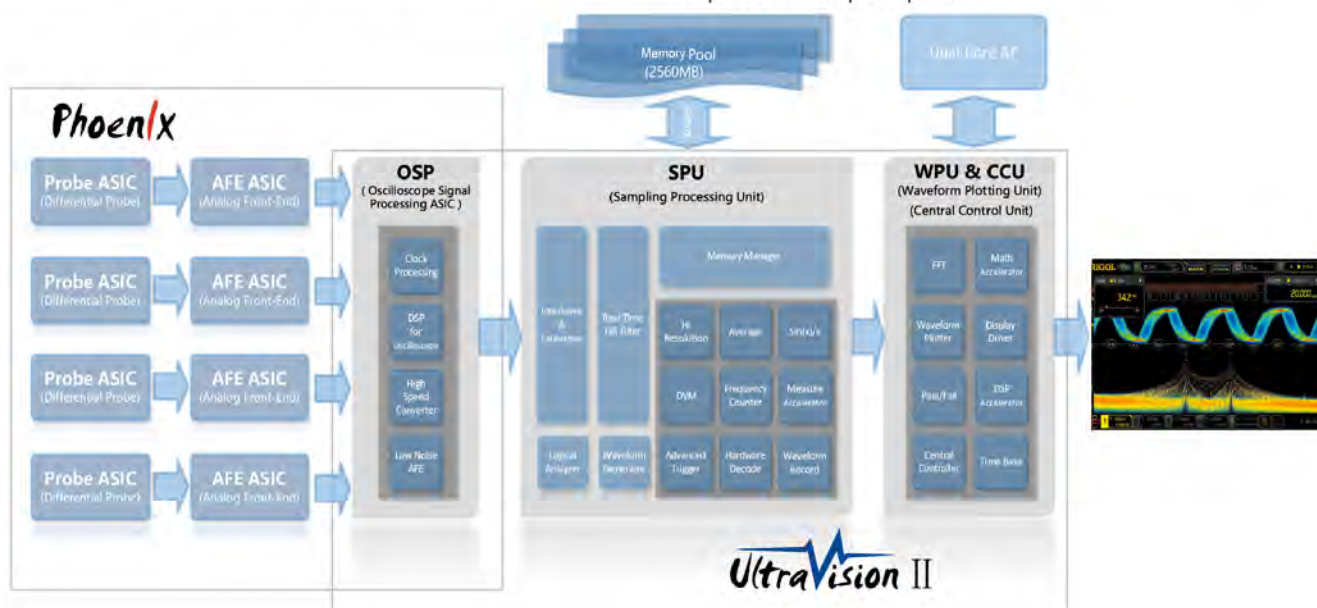 Memory Pool
(2560MB)
Dual Core AP
Phoenix
Probe ASIC
(Differential Probe)
AFE ASIC
(Analog Front-End)
Probe ASIC
(Differential Probe)
AFE ASIC
(Analog Front-End)
Probe ASIC
(Differential Probe)
AFE ASIC
(Analog Front-End)
Probe ASIC
(Differential Probe)
AFE ASIC
(Analog Front-End)
OSP
( Oscilloscope Signal
Processing ASIC )
Clock
Processing
DSP
for
oscilloscope
High
Speed
Converter
Low Noise
AFE
SPU
(Sampling Processing Unit)
Interleave
&
Real Time
FIR Filter
Memory Manager
Hi
Resolution
Average
Sin(x)/x
DVM
Frequency
Counter
Measure
Accelerator
Logical
Analyzer
Waveform
Generator
Advanced
Trigger
Hardware
Decode
Waveform
Record
WPU & CCU
(Waveform Plotting Unit)
(Central Control Unit)
FFT
Math
Accelerator
Waveform
Plotter
Display
Driver
Pass/Fail
DSP
Accelerator
Central
Controller
Time Base
RIGOL
UltraVision II